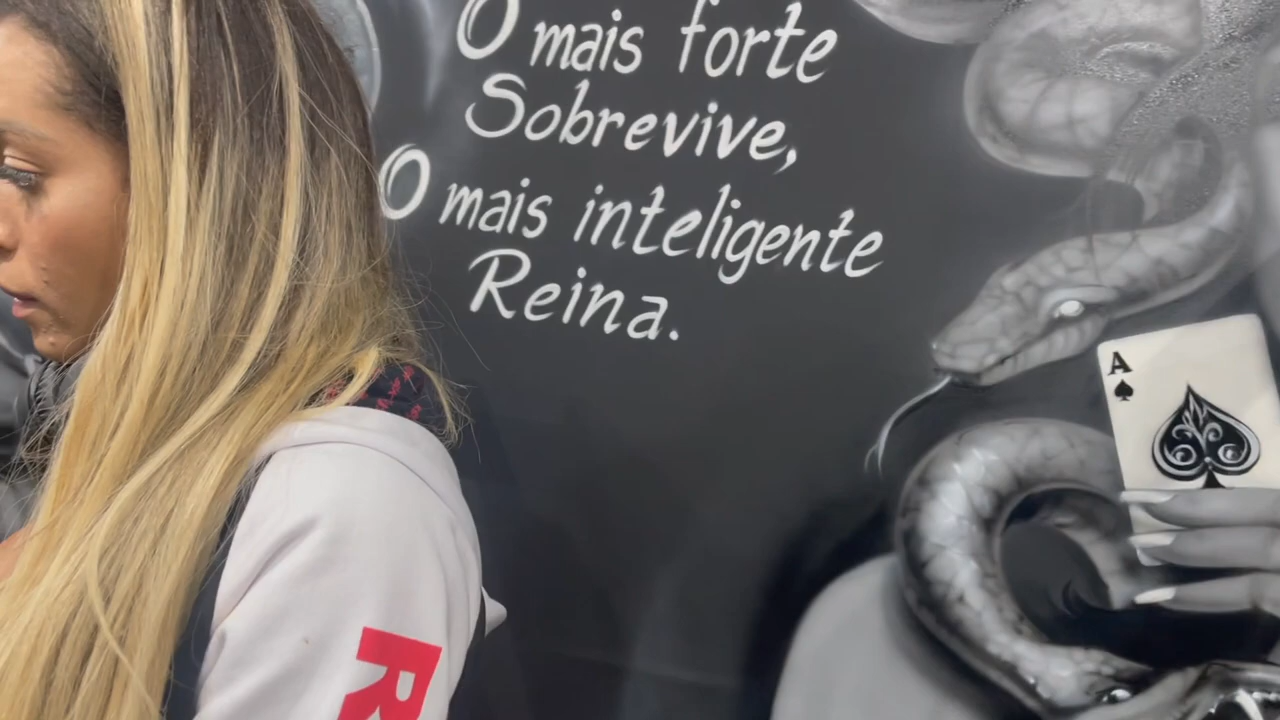 O mais forte
Sobrevive,
O mais inteligente
Reina.
A
R